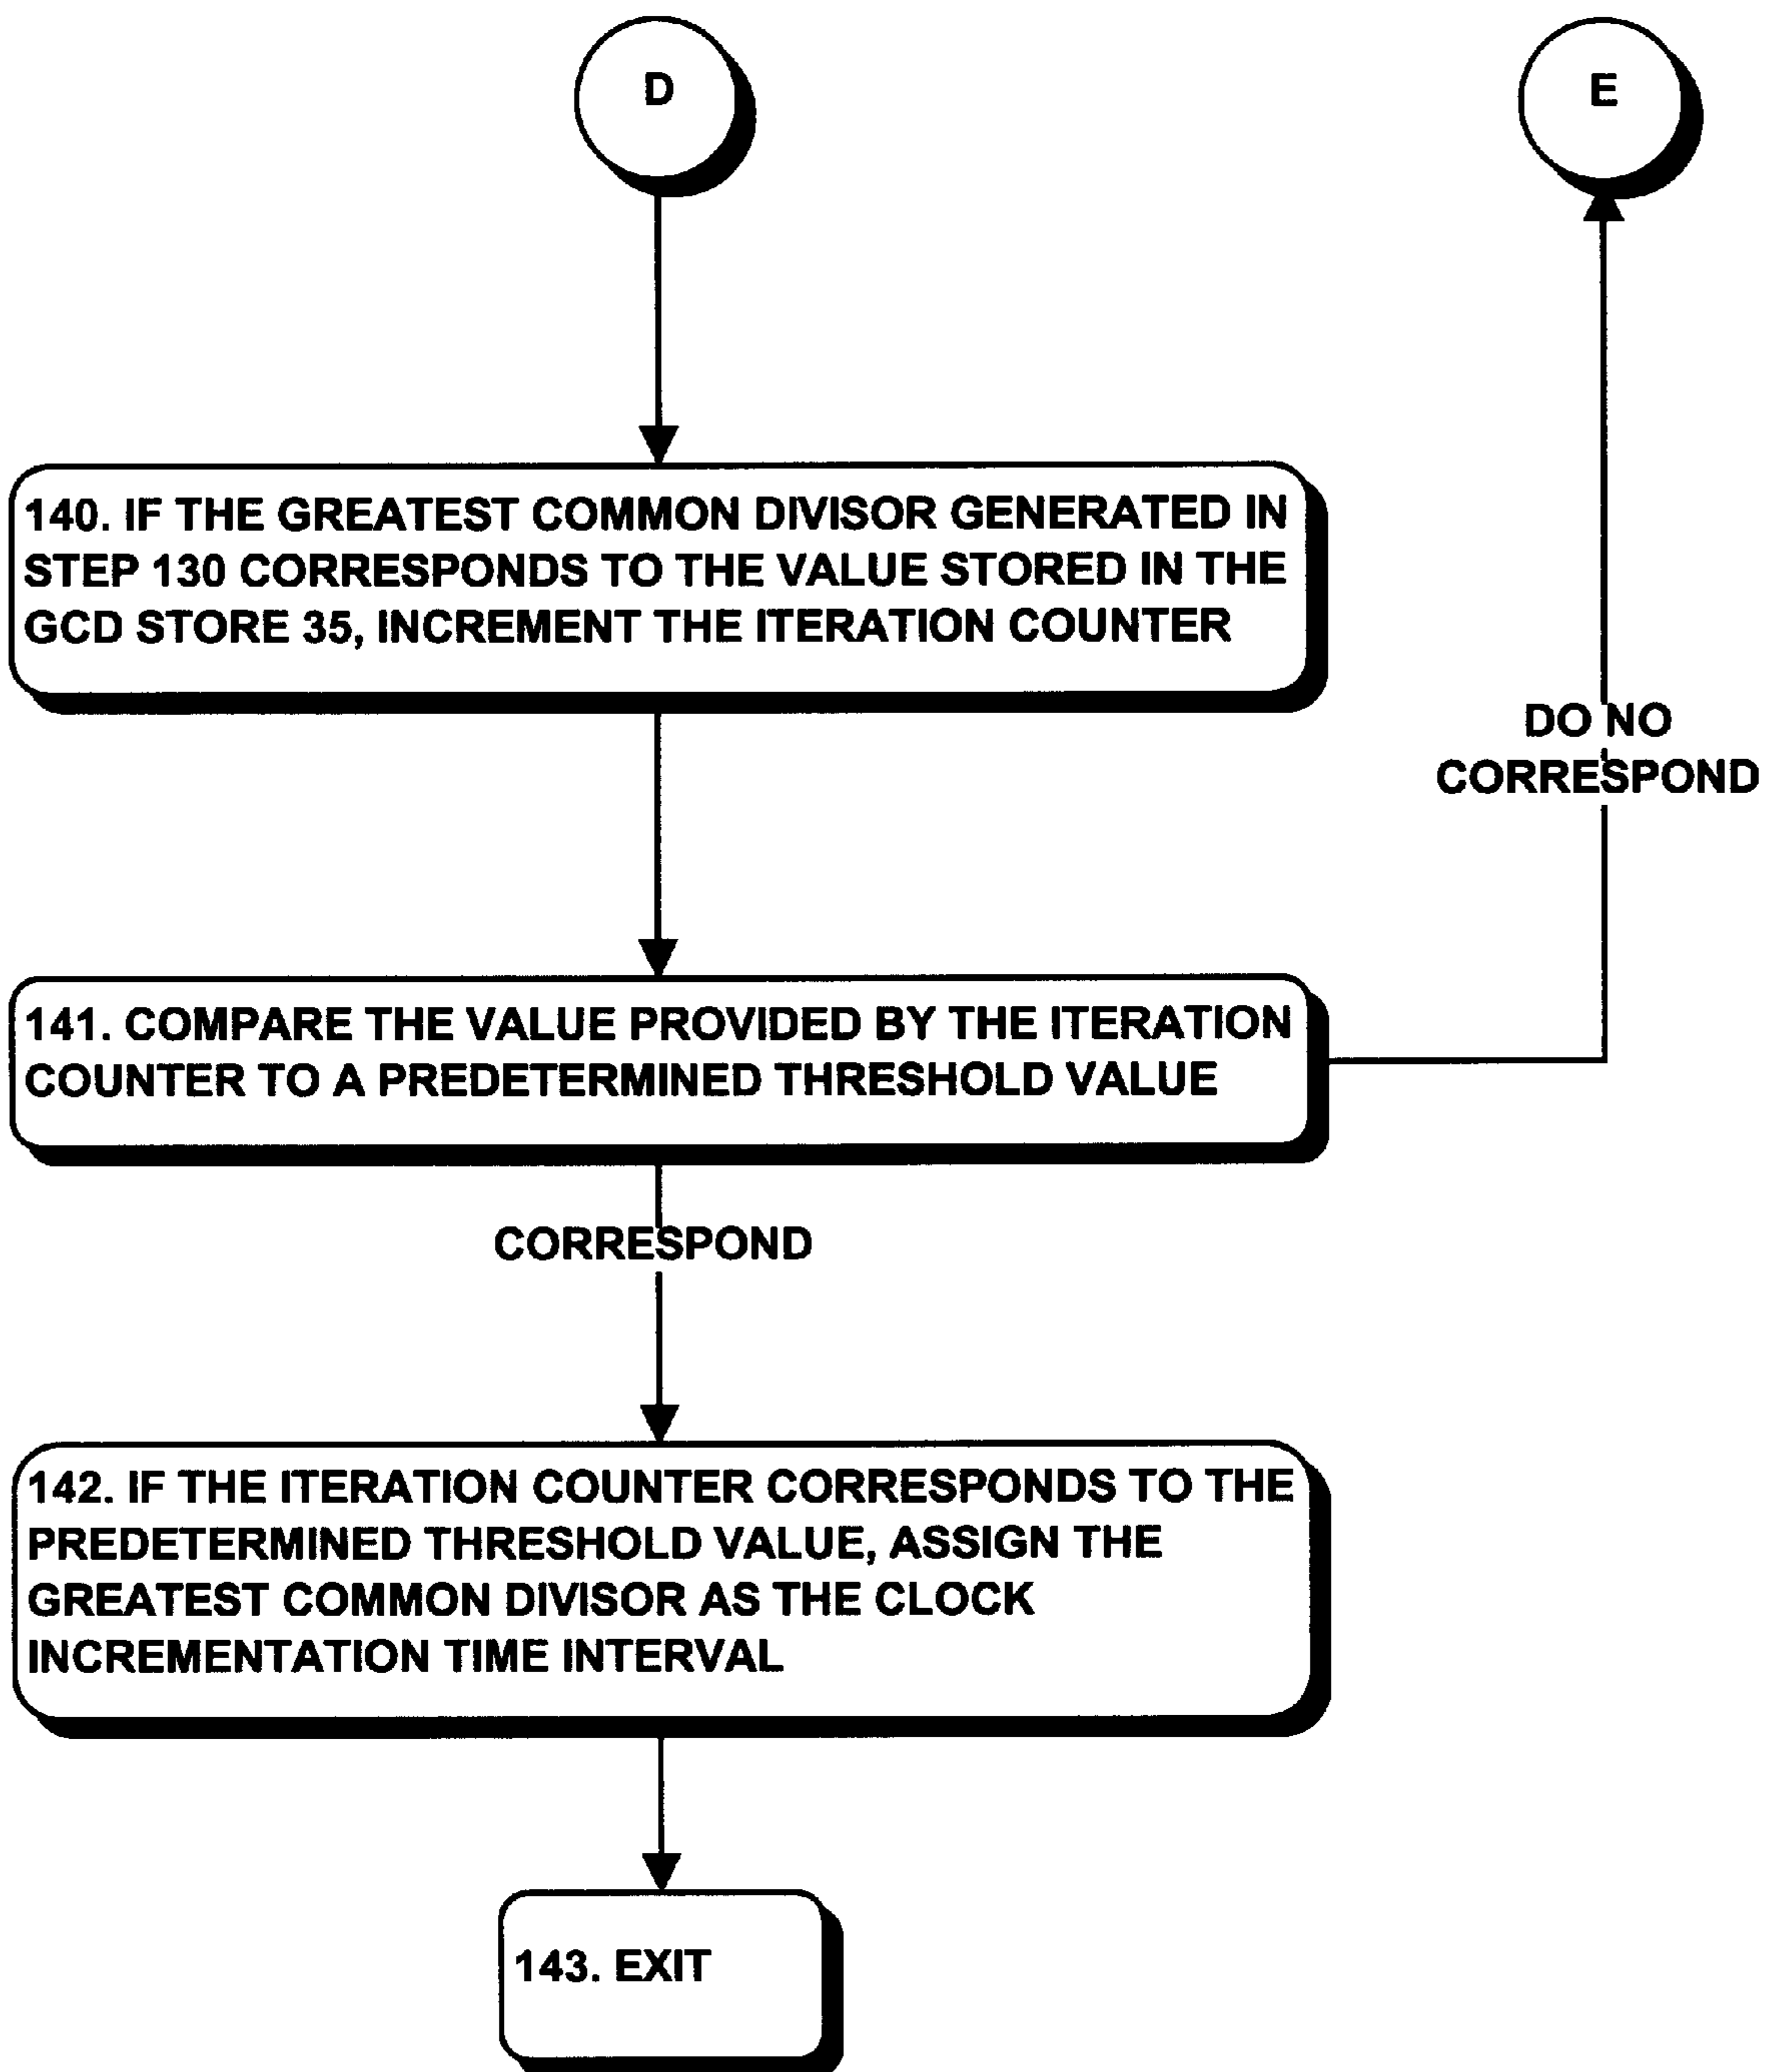 D
E
140. IF THE GREATEST COMMON DIVISOR GENERATED IN
STEP 130 CORRESPONDS TO THE VALUE STORED IN THE
GCD STORE 35, INCREMENT THE ITERATION COUNTER
DO NO
CORRESPOND
141. COMPARE THE VALUE PROVIDED BY THE ITERATION
COUNTER TO A PREDETERMINED THRESHOLD VALUE
CORRESPOND
142. IF THE ITERATION COUNTER CORRESPONDS TO THE
PREDETERMINED THRESHOLD VALUE, ASSIGN THE
GREATEST COMMON DIVISOR AS THE CLOCK
INCREMENTATION TIME INTERVAL
143. EXIT